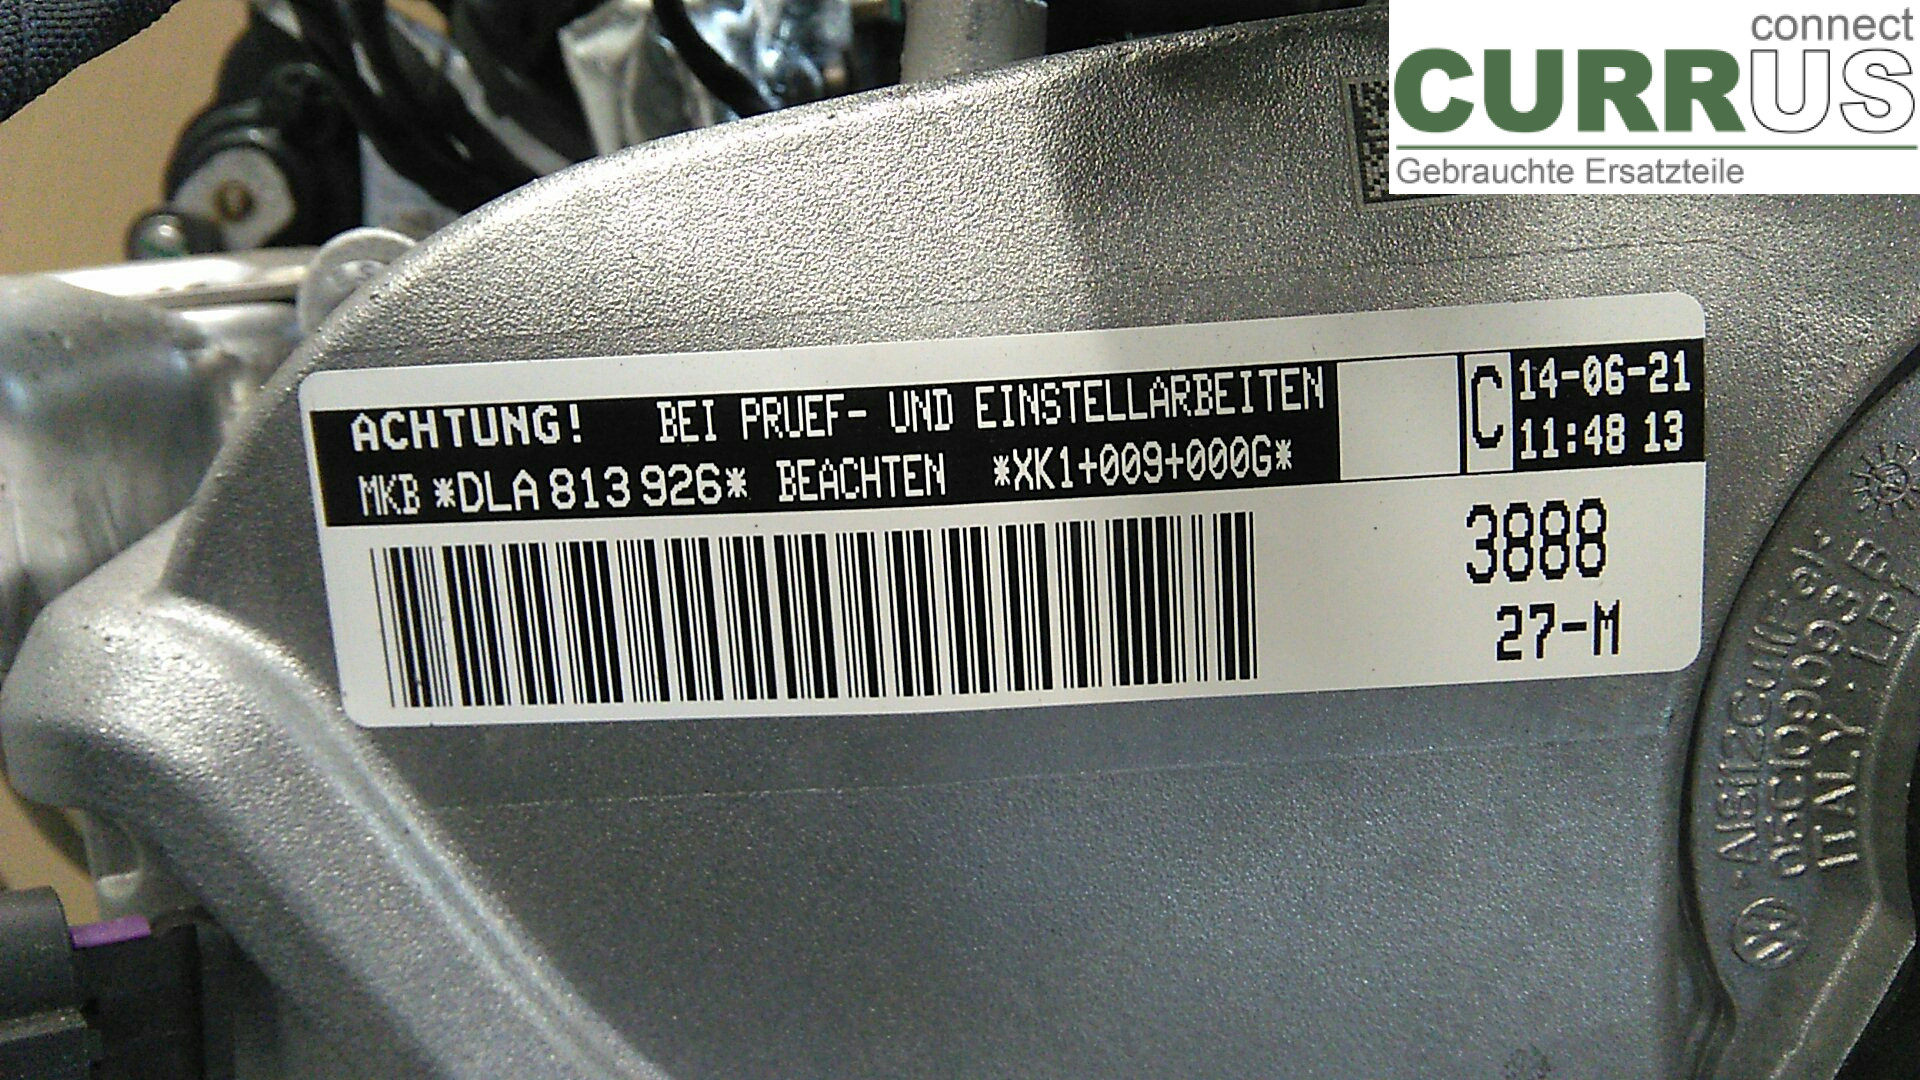 connect
CURRUS
Gebrauchte Ersatzteile
ACHTUNG! BEI PRUEF- UND EINSTELLARBEITEN
MKB *DLA 813 926* BEACHTEN *XK1+009+000G*
C
14-06-21
11:48 13
3888
27-M
ITALY